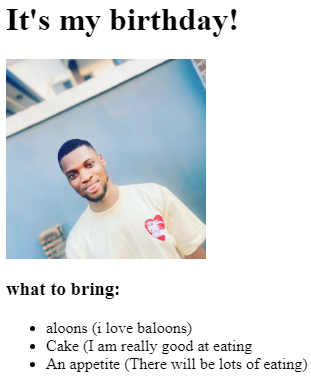 It's my birthday!
what to bring:
aloons (i love baloons)
Cake (I am really good at eating
An appetite (There will be lots of eating)